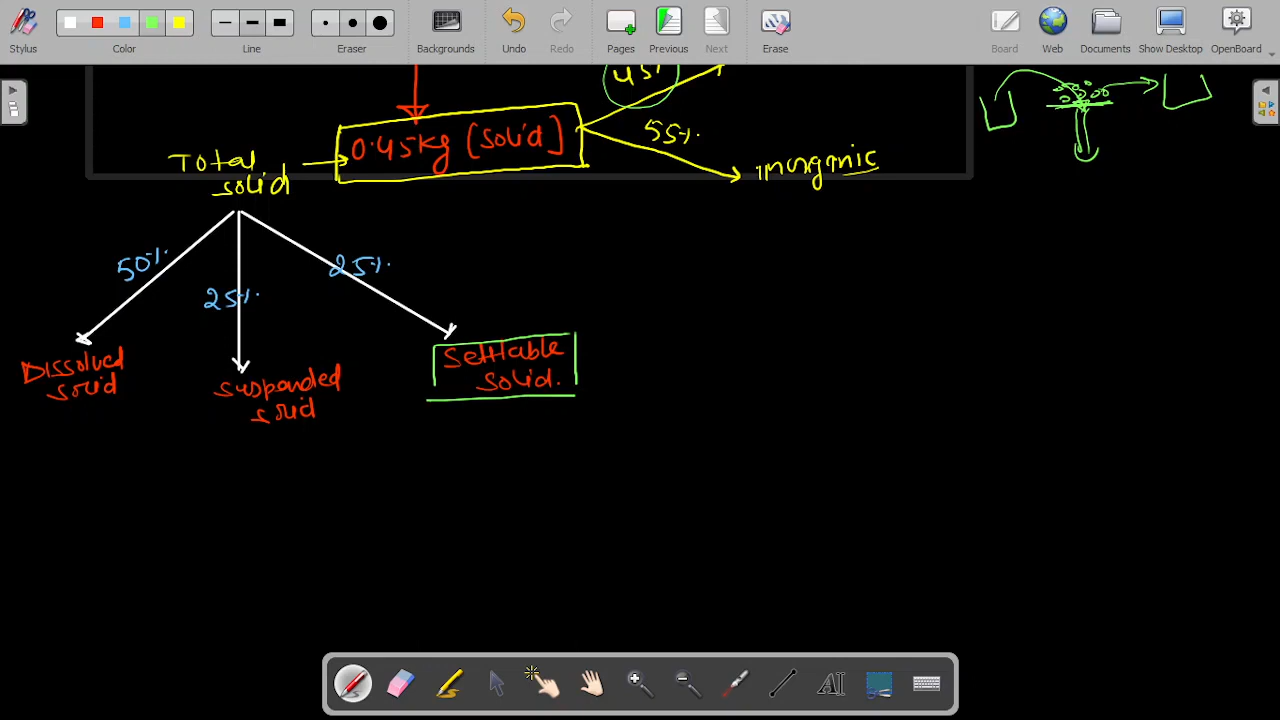 Stylus
Color
Line
Eraser
Backgrounds
Undo
Redo
Pages
Previous
Next
Erase
Board
Web
Documents
Show Desktop
OpenBoard
45%
0.45kg [Solid]
55%.
inorganic
Total
solid
50%.
25%.
25%.
Dissolved
solid
suspanded
solid
Settlable
solid.